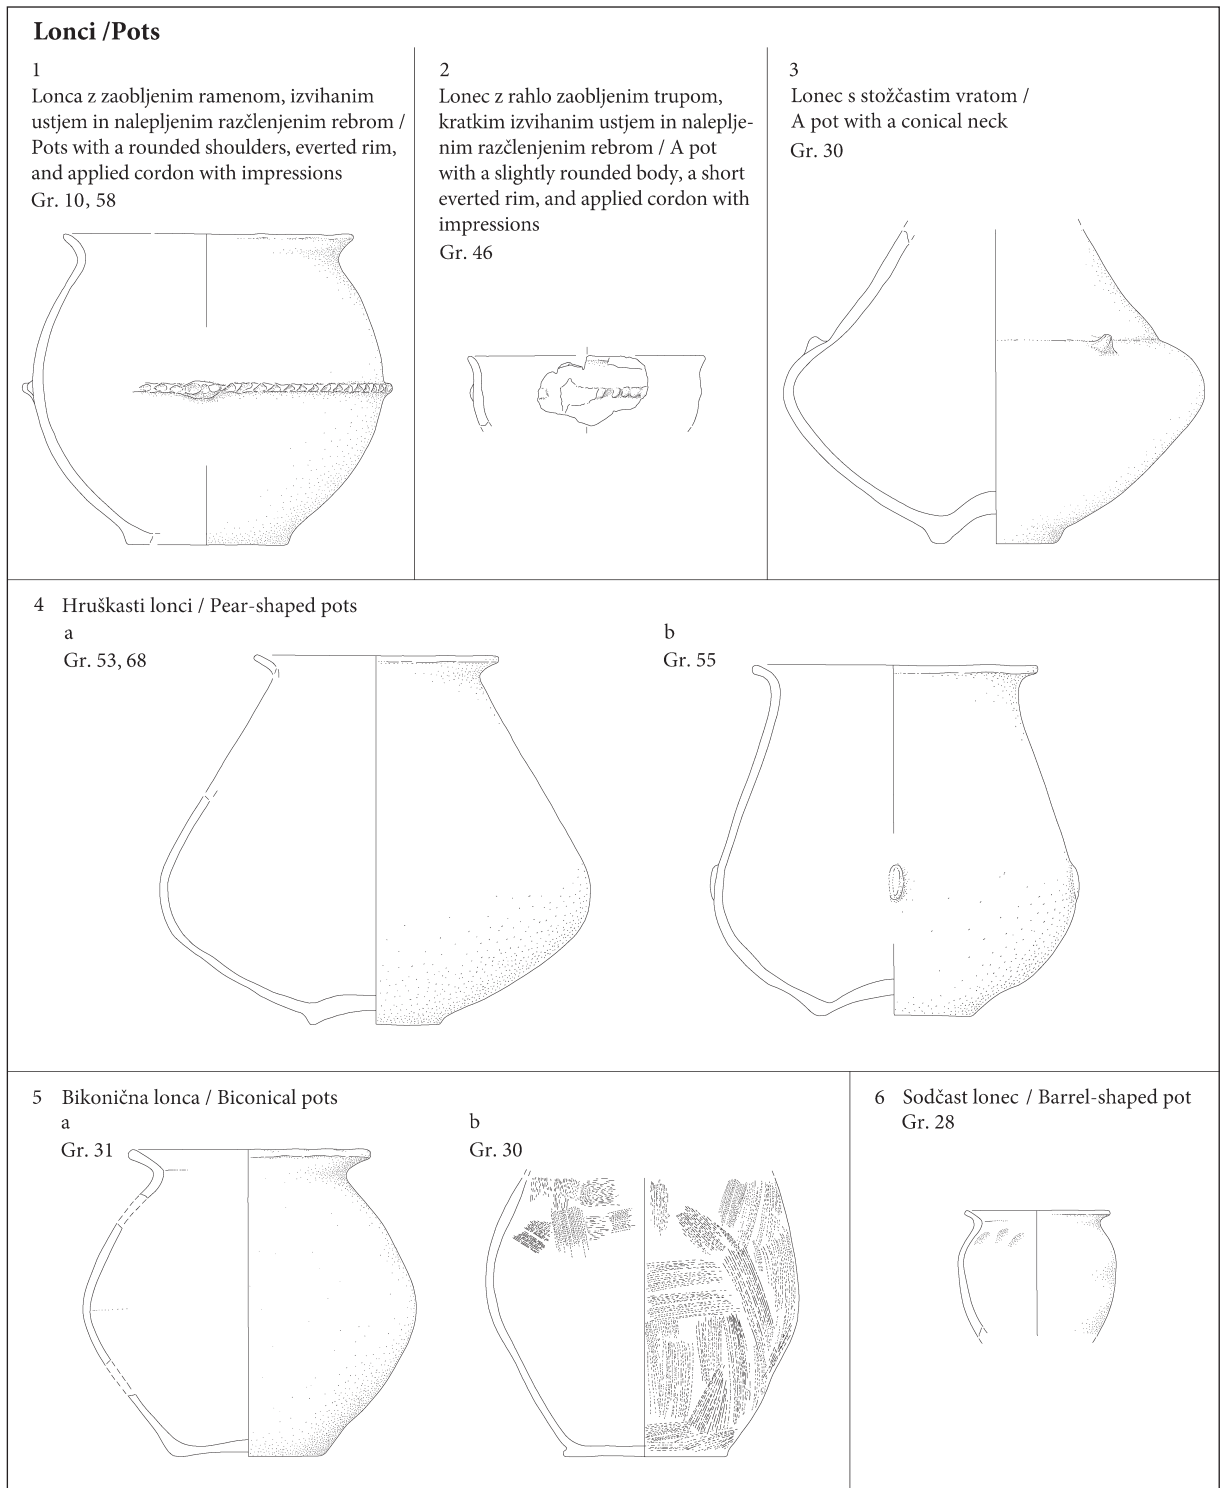 Lonci /Pots
1
Lonca z zaobljenim ramenom, izvihanim
ustjem in nalepljenim razčlenjenim rebrom /
Pots with a rounded shoulders, everted rim,
and applied cordon with impressions
Gr. 10, 58
2
Lonec z rahlo zaobljenim trupom,
kratkim izvihanim ustjem in naleplje-
nim razčlenjenim rebrom / A pot
with a slightly rounded body, a short
everted rim, and applied cordon with
impressions
Gr. 46
3
Lonec s stožčastim vratom /
A pot with a conical neck
Gr. 30
4 Hruškasti lonci / Pear-shaped pots
a
Gr. 53, 68
b
Gr. 55
5 Bikonična lonca / Biconical pots
a
Gr. 31
b
Gr. 30
6 Sodčast lonec / Barrel-shaped pot
Gr. 28